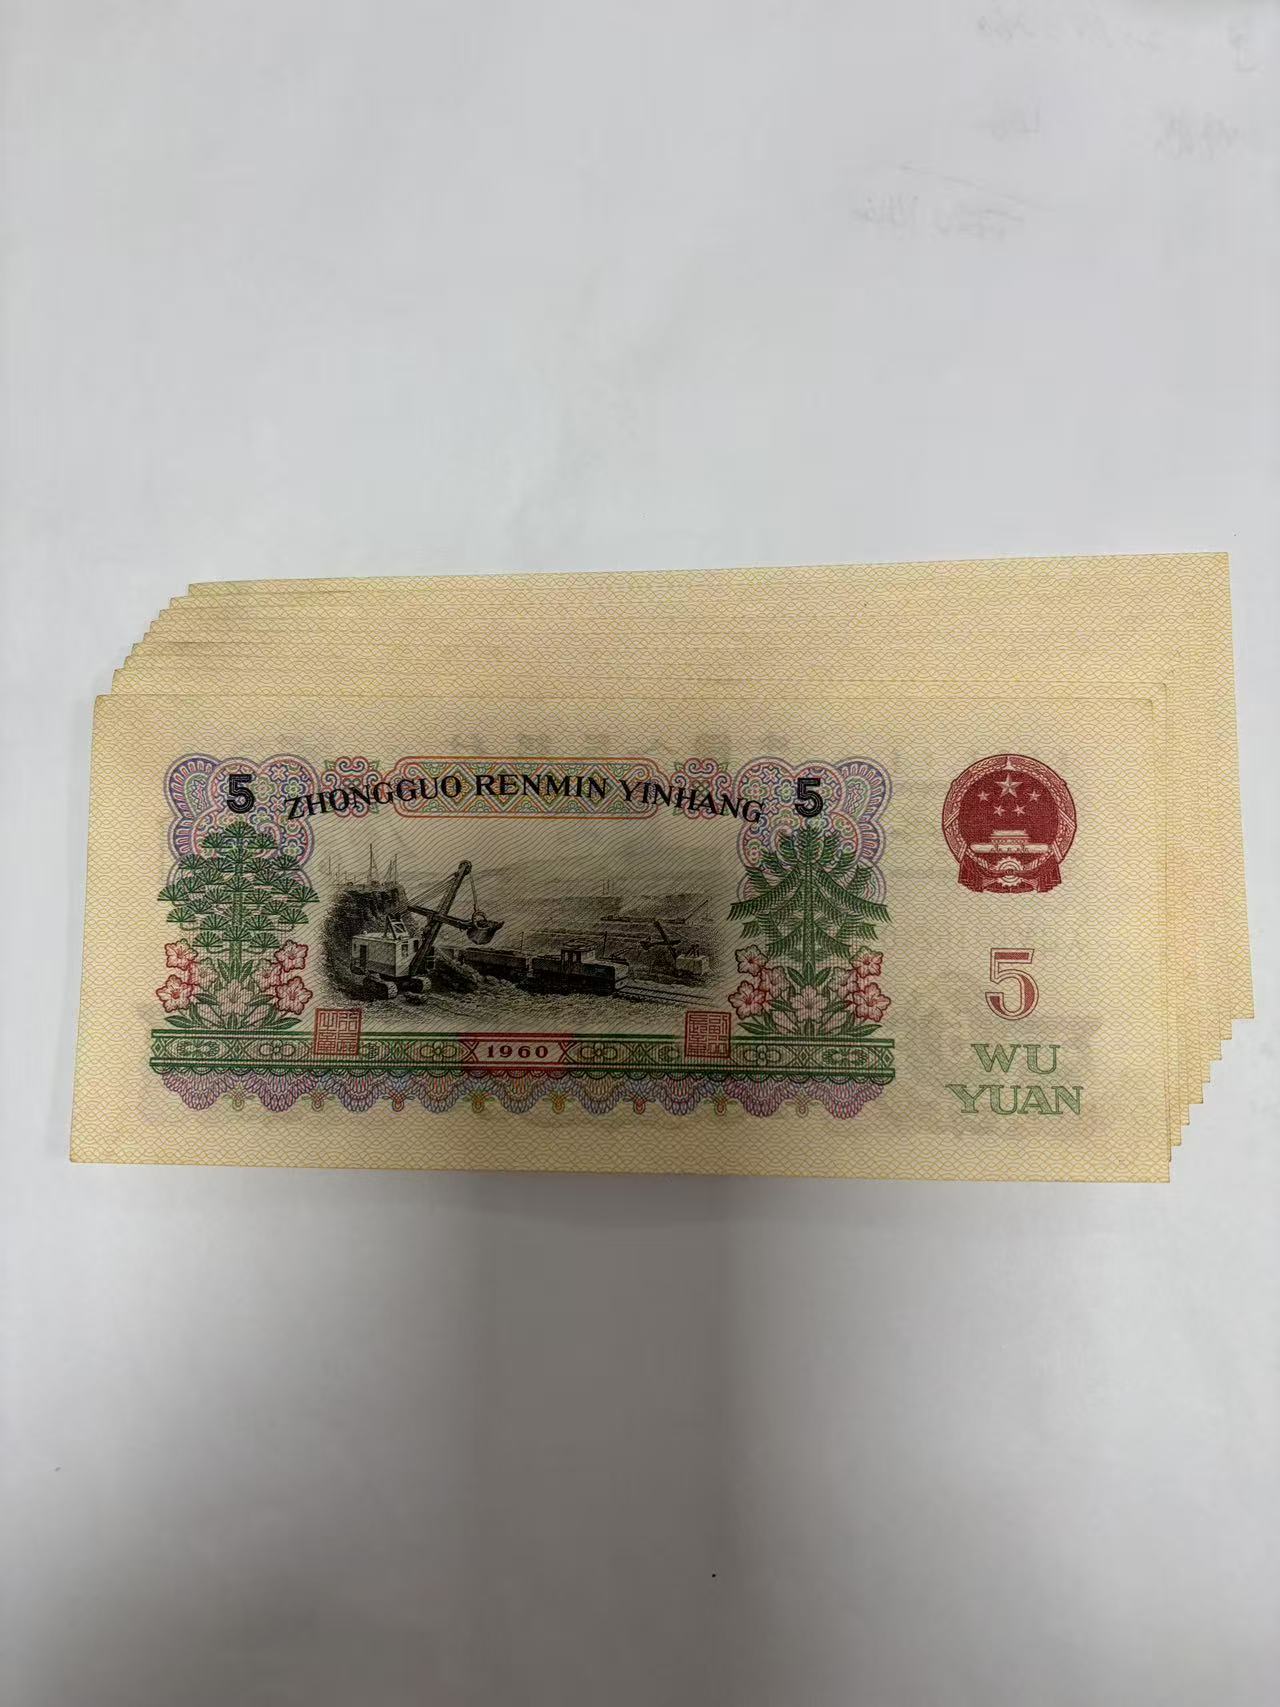 5 ZHONGGUO RENMIN YINHANG 5
5
1960
WU
YUAN